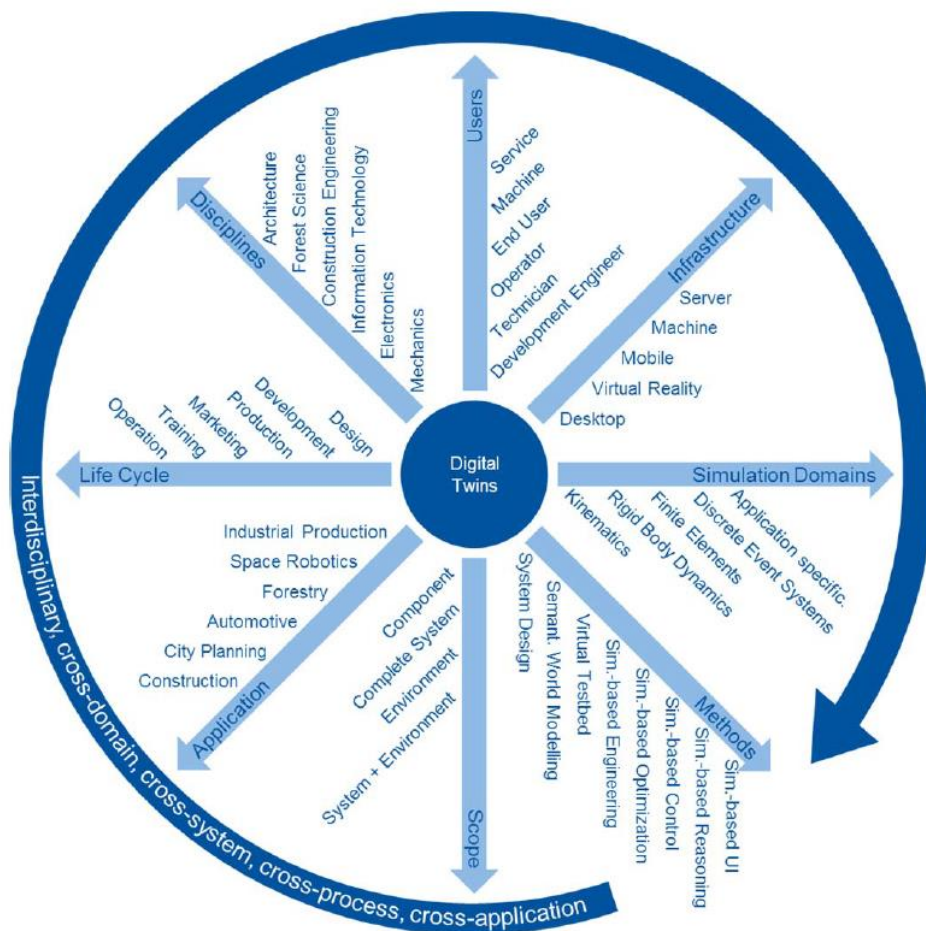 Users
Service
Machine
End User
Operator
Technician
Development Engineer
Infrastructure
Server
Machine
Mobile
Virtual Reality
Desktop
Simulation Domains
Application specific.
Discrete Event Systems
Finite Elements
Rigid Body Dynamics
Kinematics
Methods
Sim.-based UI
Sim.-based Reasoning
Sim.-based Control
Sim.-based Optimization
Sim.-based Engineering
Virtual Testbed
Semant. World Modelling
System Design
Scope
Component
Complete System
Environment
System + Environment
Application
Industrial Production
Space Robotics
Forestry
Automotive
City Planning
Construction
Life Cycle
Operation
Training
Marketing
Production
Development
Design
Disciplines
Architecture
Forest Science
Construction Engineering
Information Technology
Electronics
Mechanics
Digital
Twins
Interdisciplinary, cross-domain, cross-system, cross-process, cross-application